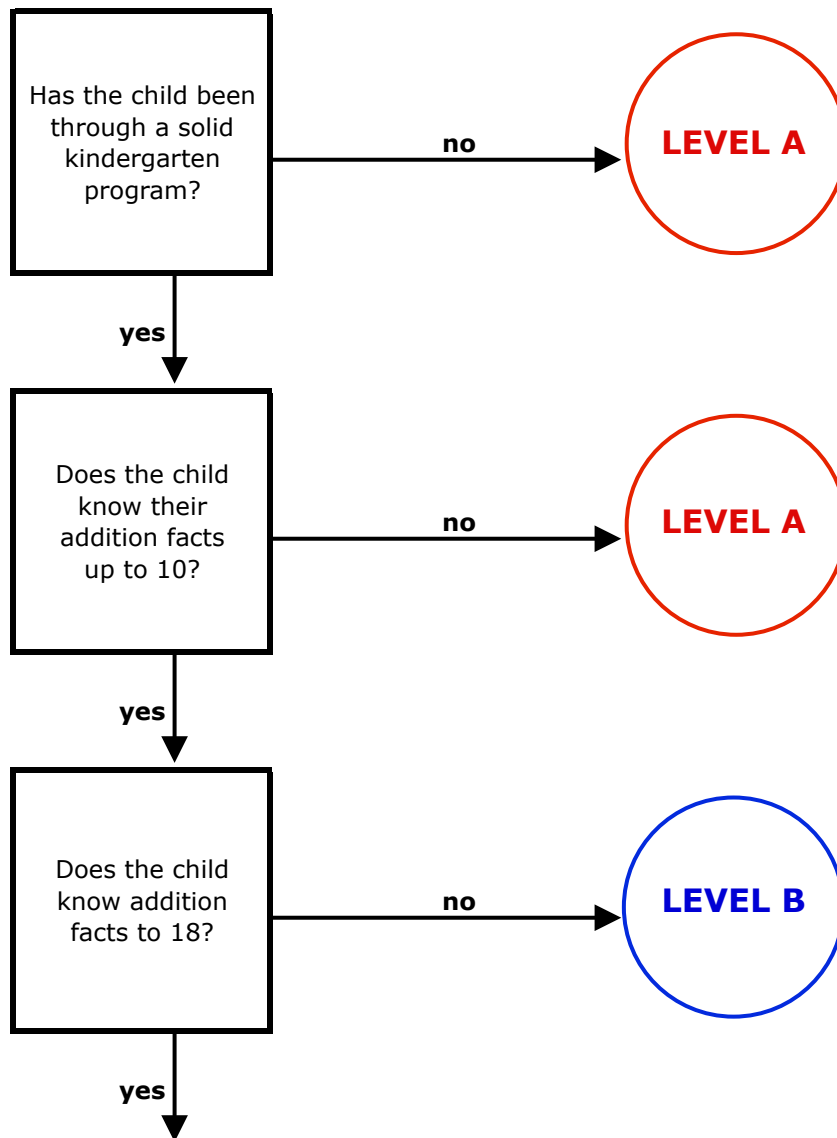 Has the child been
through a solid
kindergarten
program?
no
LEVEL A
yes
Does the child
know their
addition facts
up to 10?
no
LEVEL A
yes
Does the child
know addition
facts to 18?
no
LEVEL B
yes